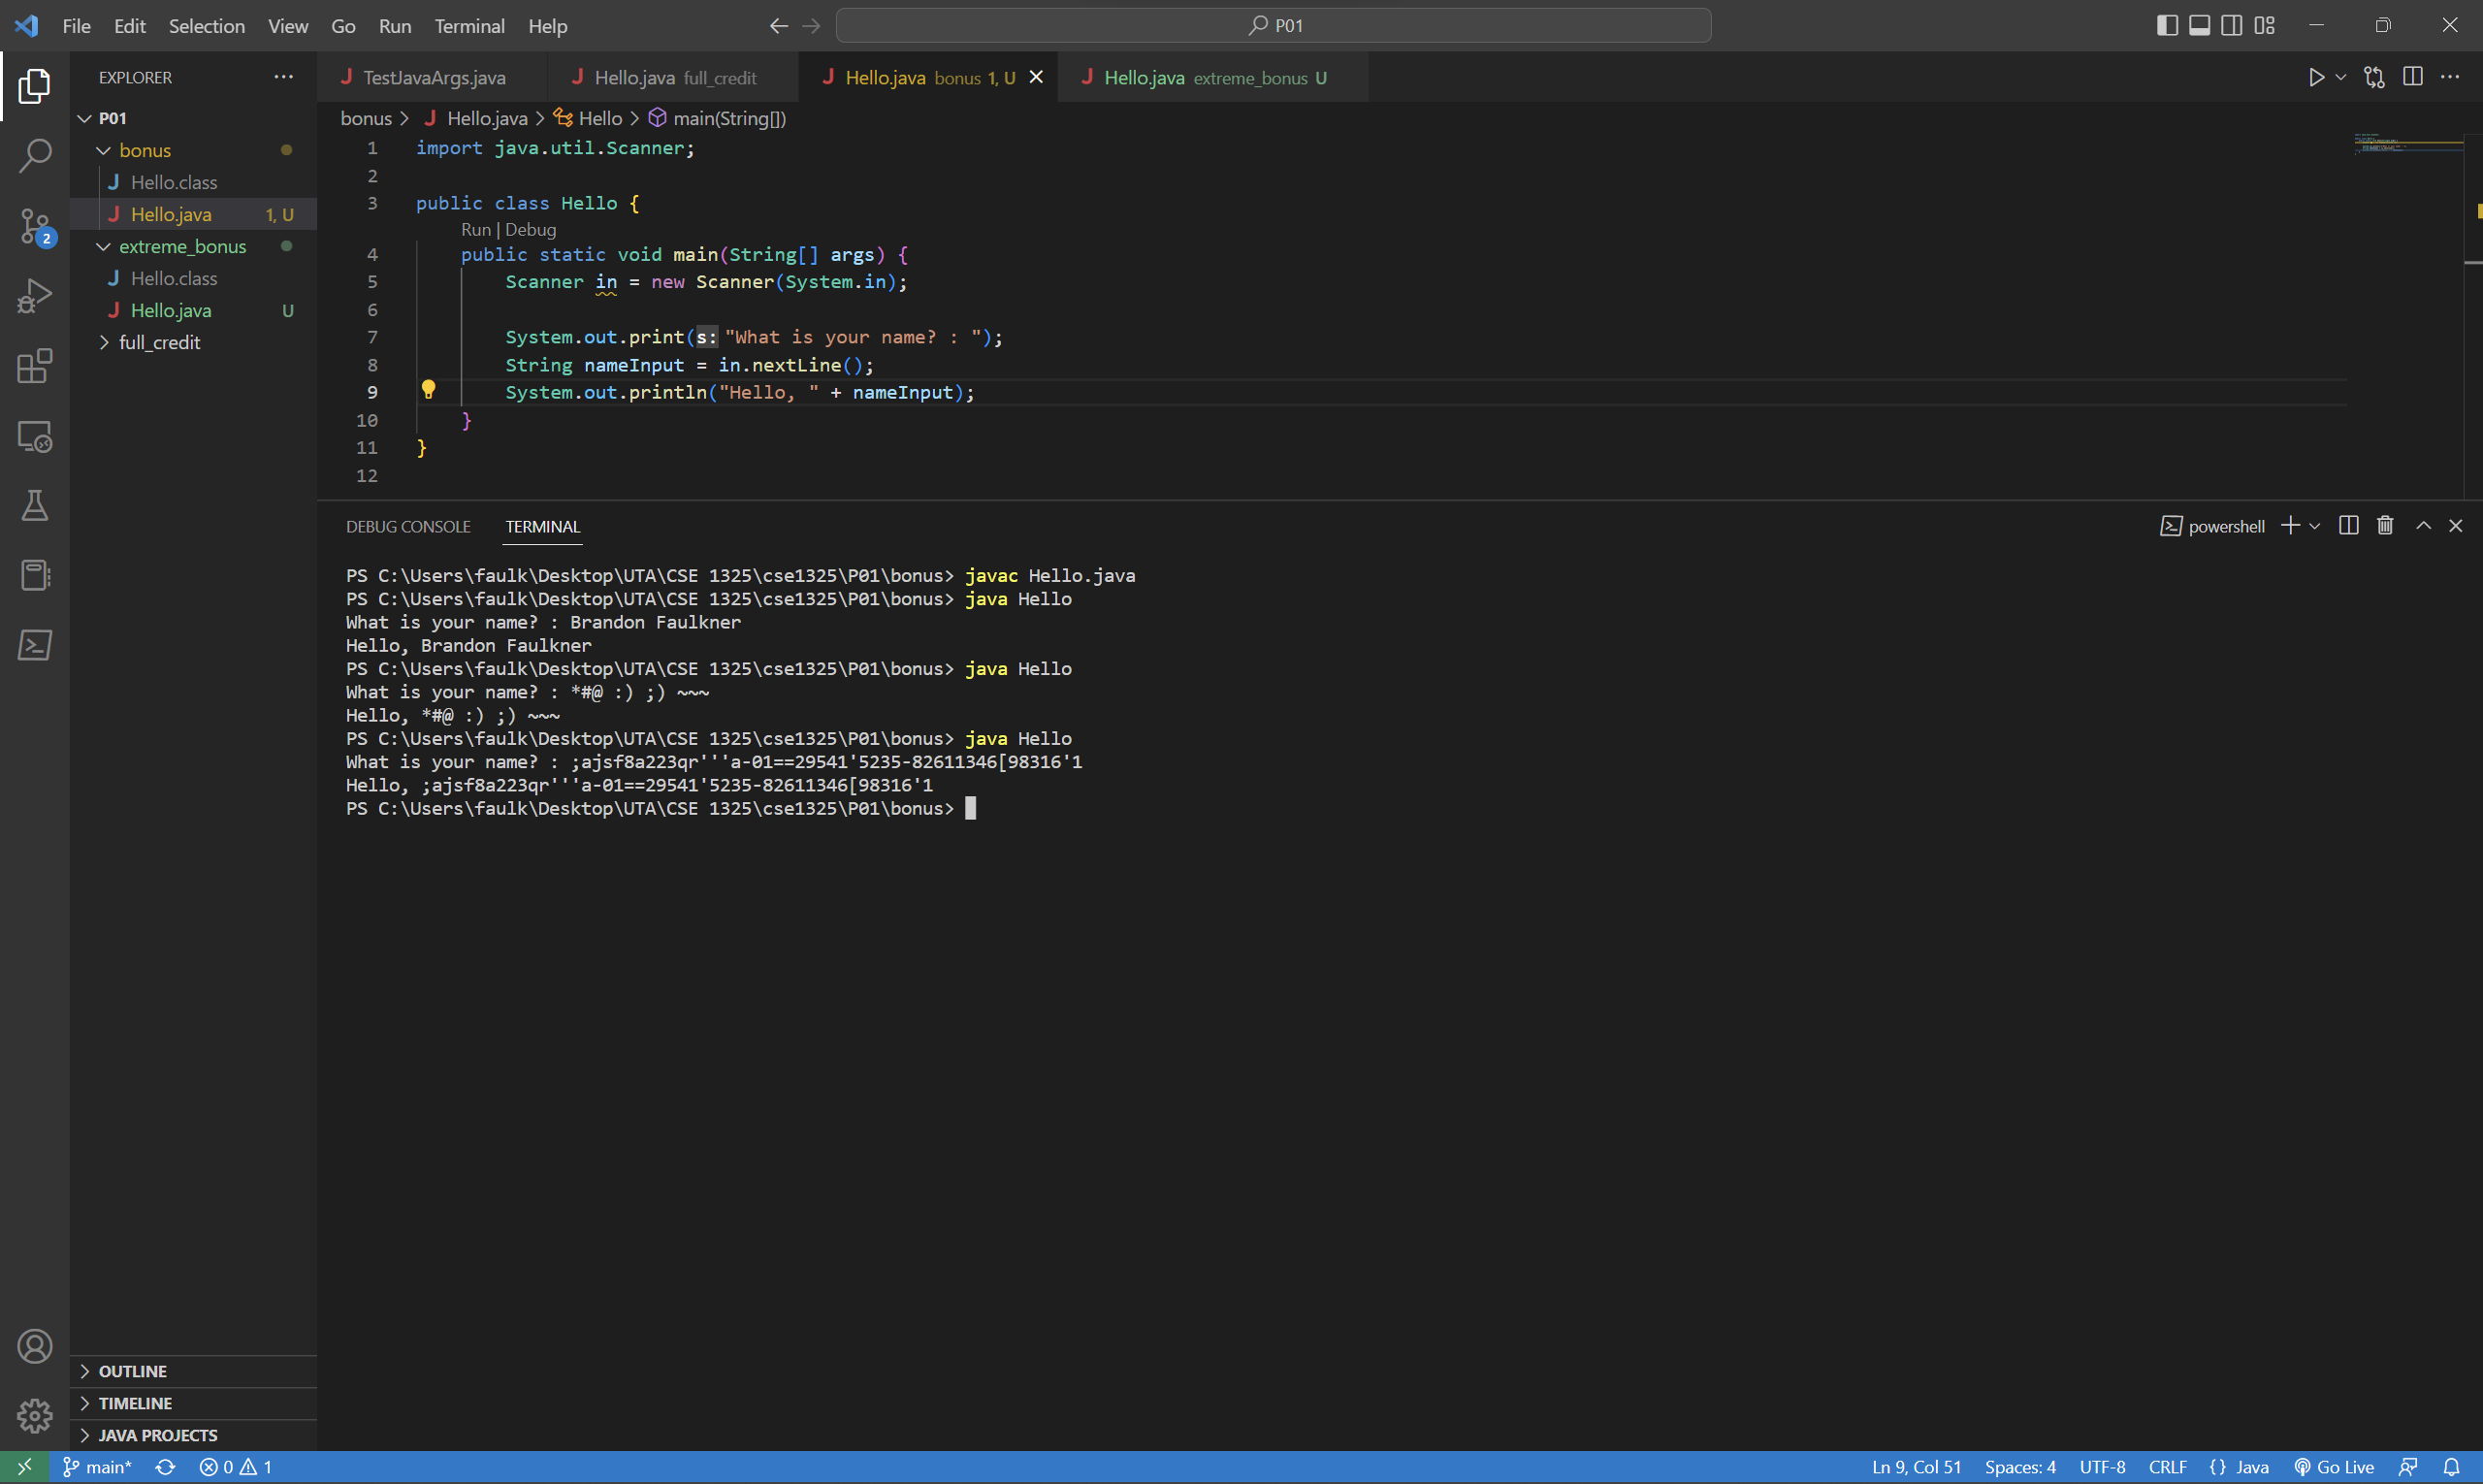 File Edit Selection View Go Run Terminal Help
P01
EXPLORER
TestJavaArgs.java
Hello.java full_credit
Hello.java bonus 1, U
Hello.java extreme_bonus U
P01
bonus
Hello.class
Hello.java 1, U
extreme_bonus
Hello.class
Hello.java U
full_credit
bonus > Hello.java > Hello > main(String[])
1 import java.util.Scanner;
2
3 public class Hello {
Run | Debug
4 public static void main(String[] args) {
5 Scanner in = new Scanner(System.in);
6
7 System.out.print(s: "What is your name? : ");
8 String nameInput = in.nextLine();
9 System.out.println("Hello, " + nameInput);
10 }
11 }
12
DEBUG CONSOLE TERMINAL
powershell
PS C:\Users\faulk\Desktop\UTA\CSE 1325\cse1325\P01\bonus> javac Hello.java
PS C:\Users\faulk\Desktop\UTA\CSE 1325\cse1325\P01\bonus> java Hello
What is your name? : Brandon Faulkner
Hello, Brandon Faulkner
PS C:\Users\faulk\Desktop\UTA\CSE 1325\cse1325\P01\bonus> java Hello
What is your name? : *#@ :) ;) ~~~
Hello, *#@ :) ;) ~~~
PS C:\Users\faulk\Desktop\UTA\CSE 1325\cse1325\P01\bonus> java Hello
What is your name? : ;ajsf8a223qr'''a-01==29541'5235-82611346[98316'1
Hello, ;ajsf8a223qr'''a-01==29541'5235-82611346[98316'1
PS C:\Users\faulk\Desktop\UTA\CSE 1325\cse1325\P01\bonus>
2
OUTLINE
TIMELINE
JAVA PROJECTS
main* 0 1
Ln 9, Col 51 Spaces: 4 UTF-8 CRLF {} Java Go Live